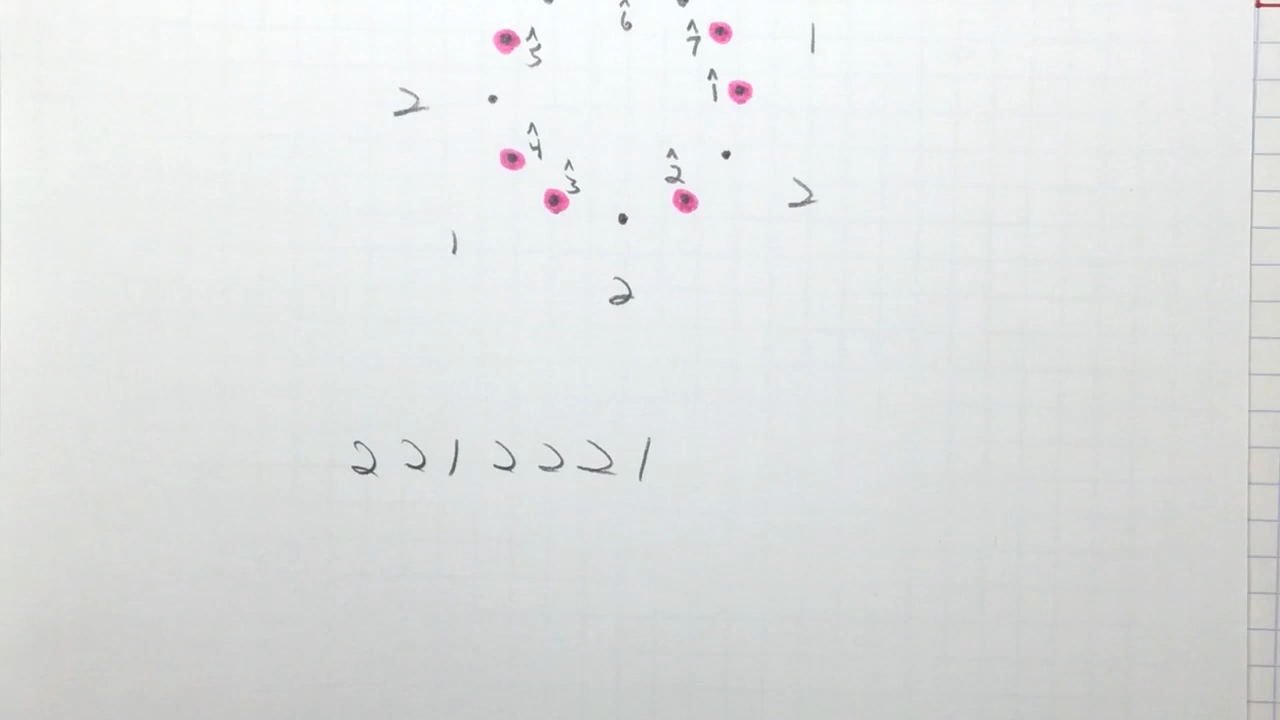 6̂
5̂ 7̂ 1
2 1̂
4̂
3̂ 2̂ 2
1
2
2 2 1 2 2 2 1